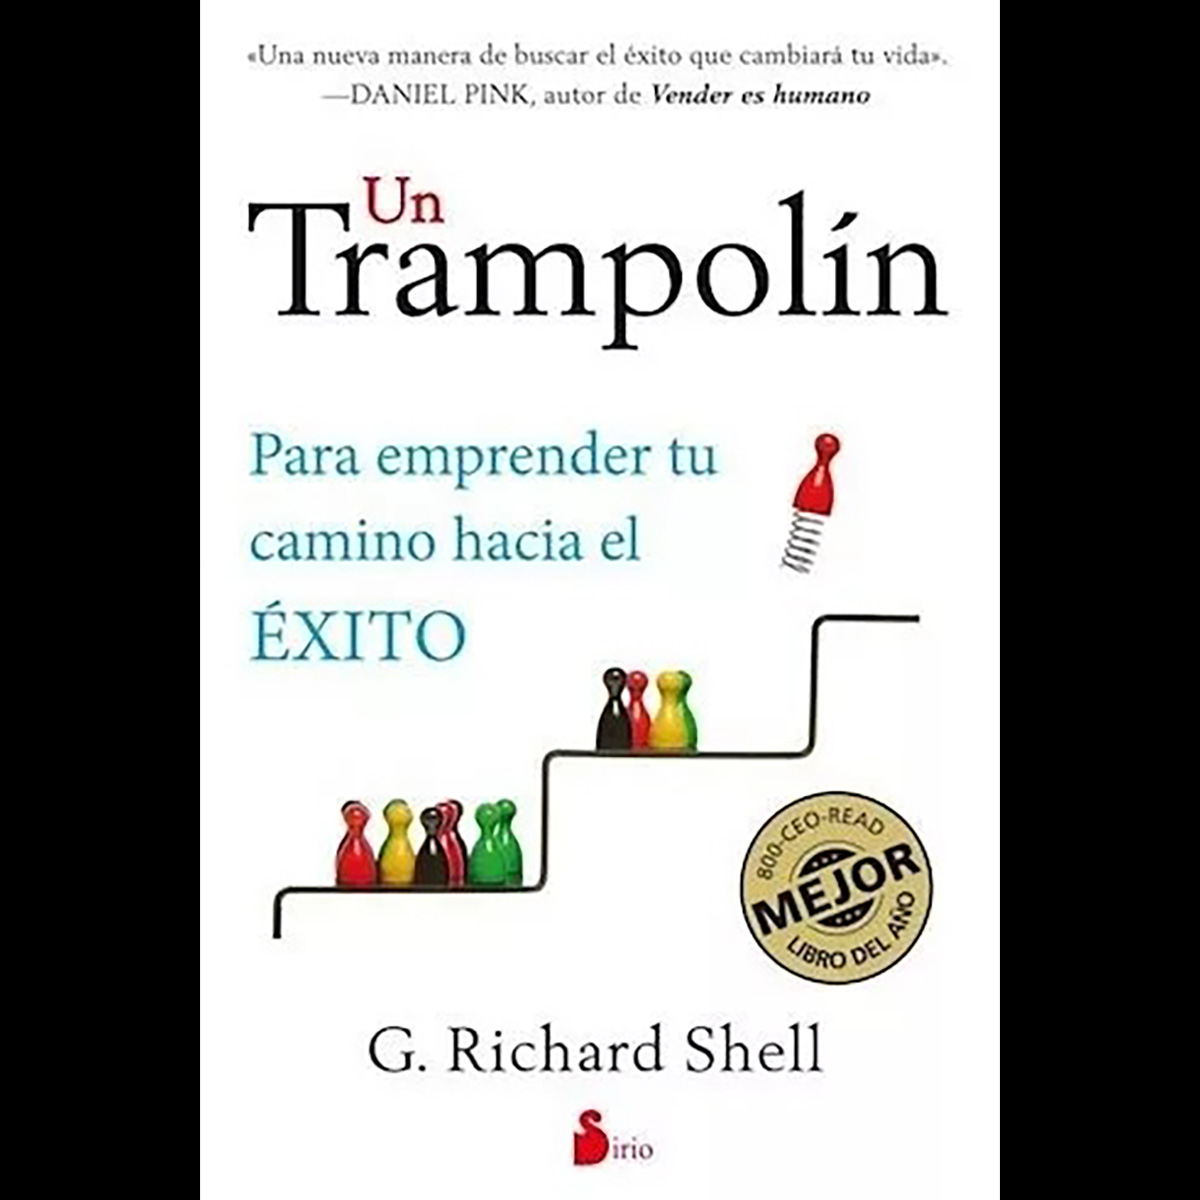 «Una nueva manera de buscar el éxito que cambiará tu vida».
—DANIEL PINK, autor de Vender es humano
Un
Trampolín
Para emprender tu
camino hacia el
ÉXITO
800-CEO-READ
MEJOR
LIBRO DEL AÑO
G. Richard Shell
Sirio